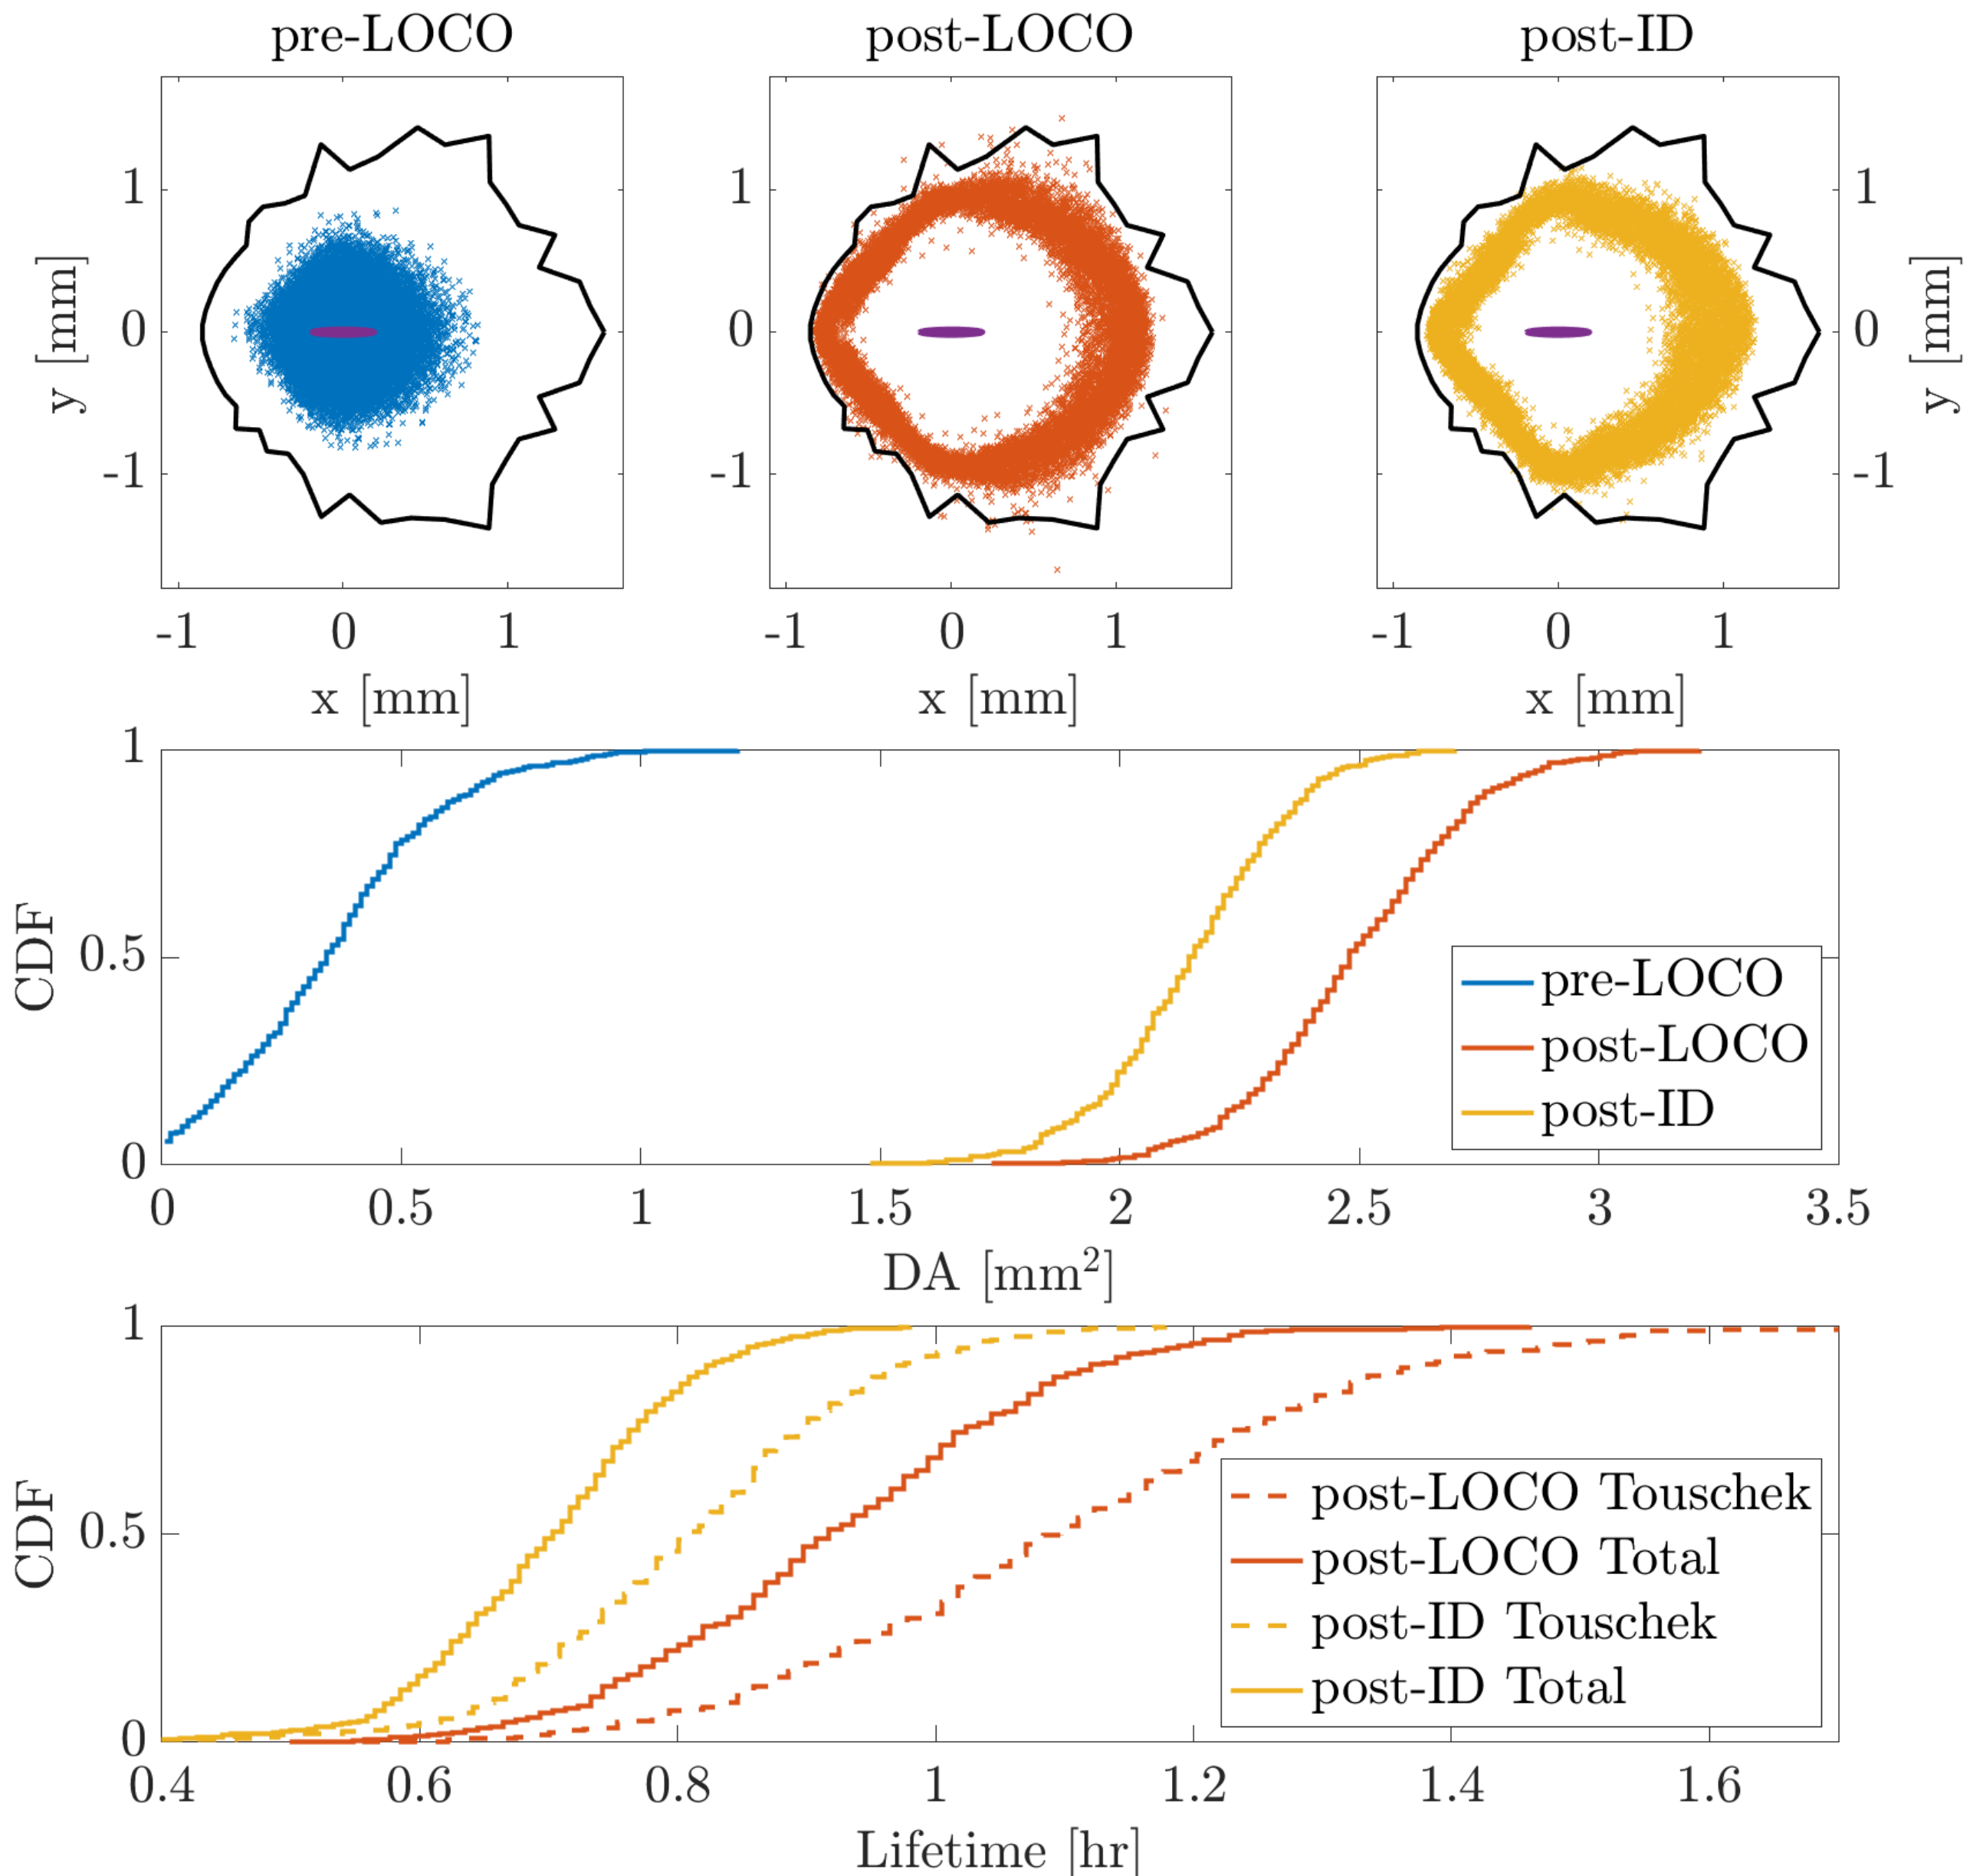 pre-LOCO post-LOCO post-ID
y [mm]
1
0
-1
1
0
-1
1
0
-1
y [mm]
-1 0 1
-1 0 1
-1 0 1
x [mm] x [mm] x [mm]
CDF
1
0.5
0
pre-LOCO
post-LOCO
post-ID
0 0.5 1 1.5 2 2.5 3 3.5
DA [mm²]
CDF
1
0.5
0
post-LOCO Touschek
post-LOCO Total
post-ID Touschek
post-ID Total
0.4 0.6 0.8 1 1.2 1.4 1.6
Lifetime [hr]